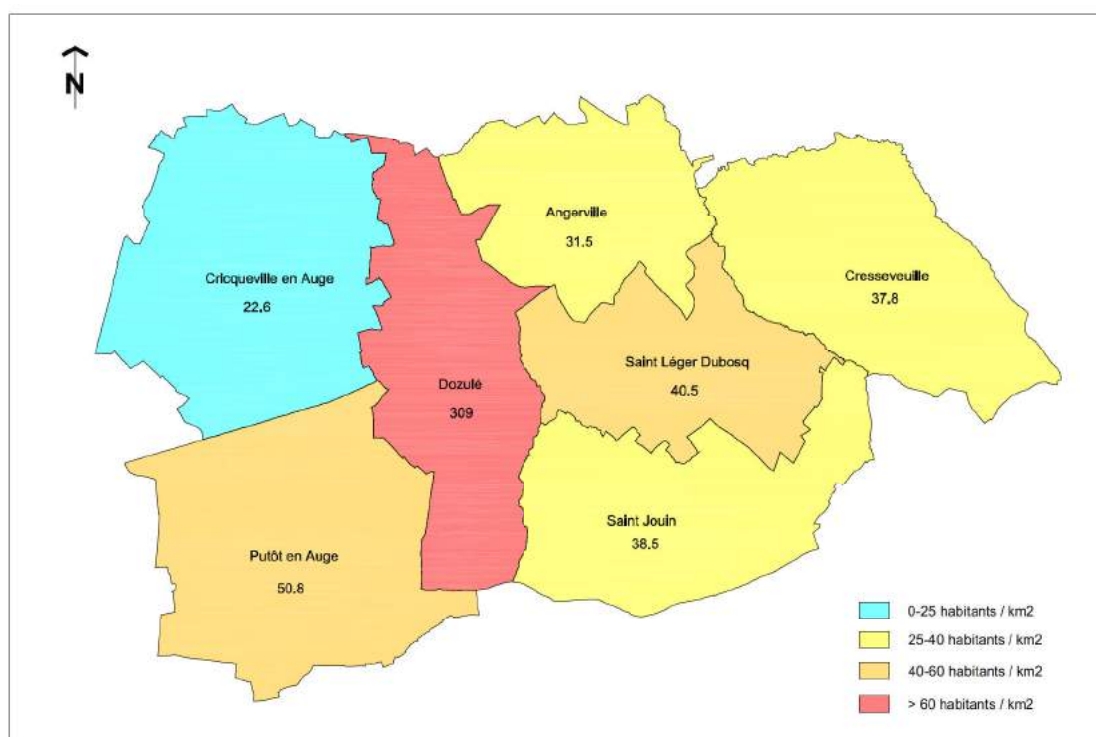 N
Angerville
31.5
Cricqueville en Auge
22.6
Cresseveuille
37.8
Saint Léger Dubosq
40.5
Dozulé
309
Saint Jouin
38.5
Putôt en Auge
50.8
0-25 habitants / km2
25-40 habitants / km2
40-60 habitants / km2
> 60 habitants / km2